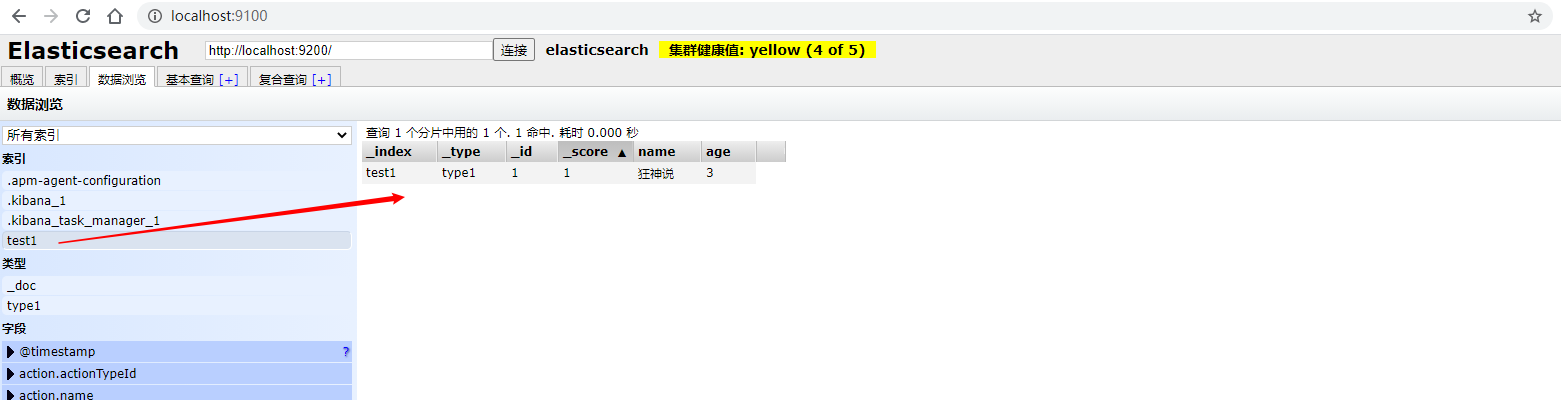 localhost:9100
Elasticsearch http://localhost:9200/ 连接 elasticsearch 集群健康值: yellow (4 of 5)
概览 索引 数据浏览 基本查询 [+] 复合查询 [+]
数据浏览
所有索引
索引
.apm-agent-configuration
.kibana_1
.kibana_task_manager_1
test1
类型
_doc
type1
字段
@timestamp ?
action.actionTypeId
action.name
查询 1 个分片中用的 1 个. 1 命中. 耗时 0.000 秒
_index _type _id _score ▲ name age
test1 type1 1 1 狂神说 3